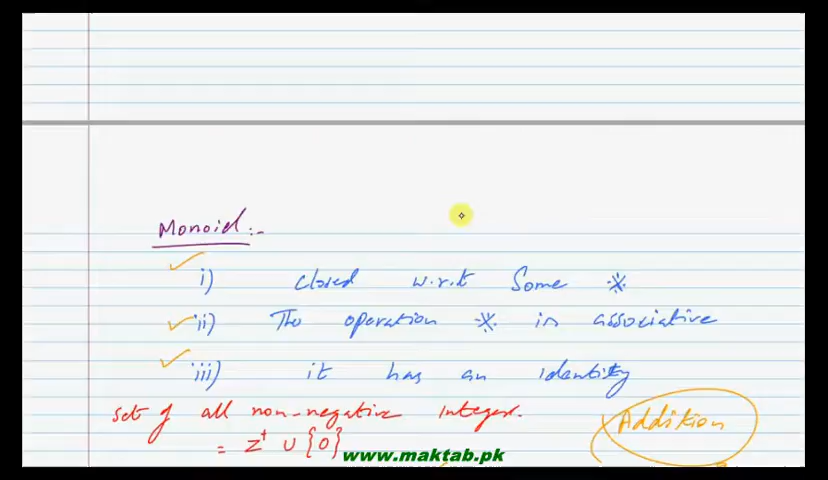 Monoid:-
i) closed w.r.t Some *
ii) The operation * is associative
iii) it has an identity
set of all non-negative integer.
Addition
= Z⁺ ∪ {0}
www.maktab.pk